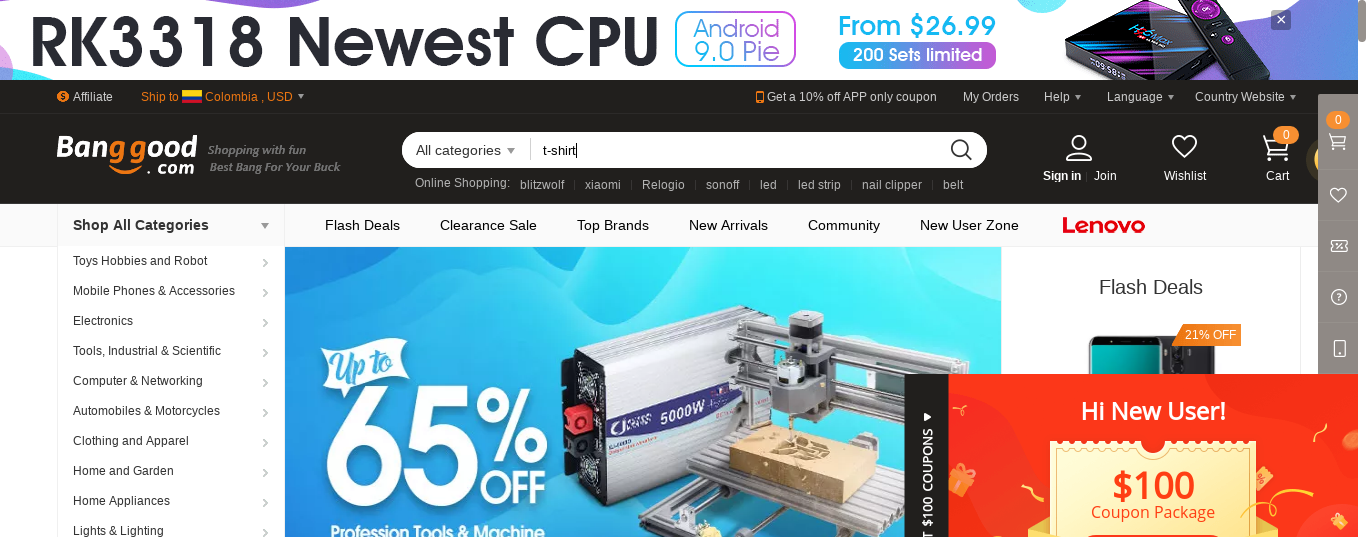 RK3318 Newest CPU
Android
9.0 Pie
From $26.99
200 Sets limited
H96 MAX
09:58
Affiliate
Ship to Colombia , USD
Get a 10% off APP only coupon
My Orders
Help
Language
Country Website
Banggood
.com
Shopping with fun
Best Bang For Your Buck
All categories
t-shirt
0
0
Sign in
Join
Wishlist
Cart
Online Shopping:
blitzwolf
xiaomi
Relogio
sonoff
led
led strip
nail clipper
belt
Shop All Categories
Flash Deals
Clearance Sale
Top Brands
New Arrivals
Community
New User Zone
Lenovo
Toys Hobbies and Robot
Mobile Phones & Accessories
Electronics
Tools, Industrial & Scientific
Computer & Networking
Automobiles & Motorcycles
Clothing and Apparel
Home and Garden
Home Appliances
Lights & Lighting
Up to
65%
OFF
Profession Tools & Machine
5000W
Flash Deals
21% OFF
$100 COUPONS
Hi New User!
$100
Coupon Package